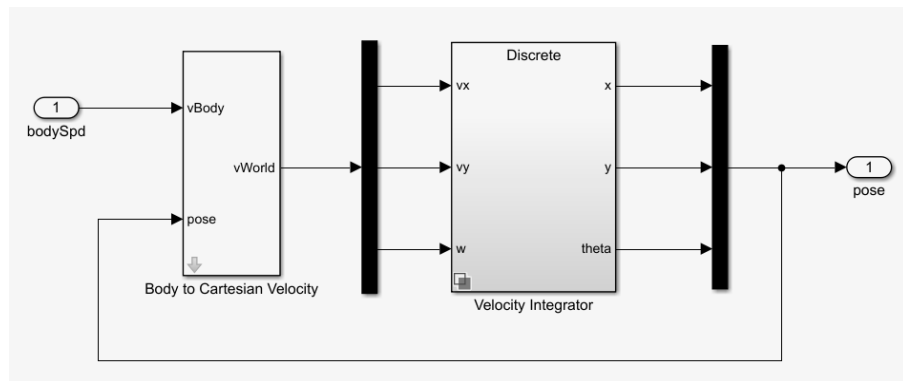 1
bodySpd
vBody
pose
vWorld
Body to Cartesian Velocity
Discrete
vx
vy
w
x
y
theta
Velocity Integrator
1
pose